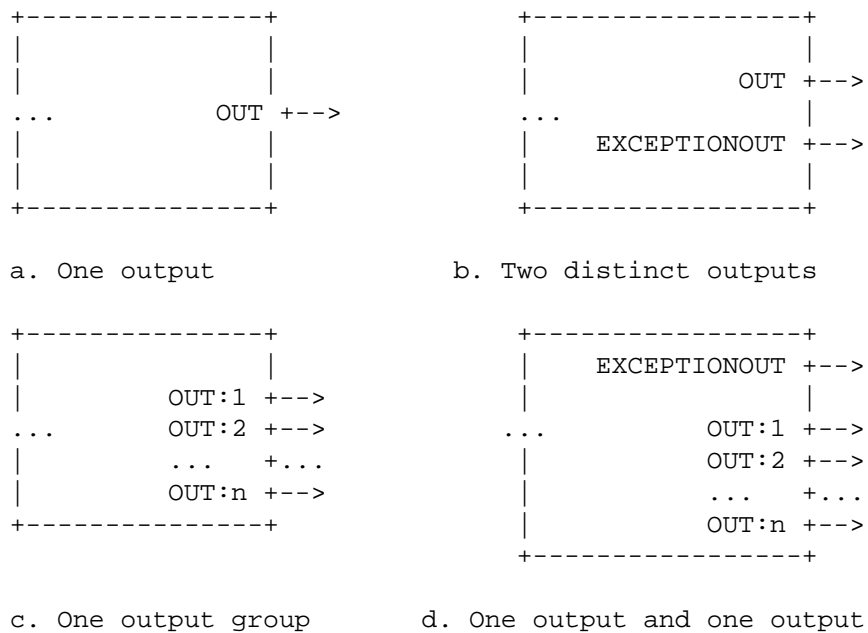 +---------------+                +-----------------+
|               |                |                 |
|               |                |             OUT +-->
...         OUT +-->             ...               |
|               |                |    EXCEPTIONOUT +-->
|               |                |                 |
+---------------+                +-----------------+
a. One output               b. Two distinct outputs
+---------------+                +-----------------+
|               |                |    EXCEPTIONOUT +-->
|         OUT:1 +-->             |                 |
...       OUT:2 +-->            ...          OUT:1 +-->
|         ...   +...             |           OUT:2 +-->
|         OUT:n +-->             |           ...   +...
+---------------+                |           OUT:n +-->
                                 +-----------------+
c. One output group       d. One output and one output